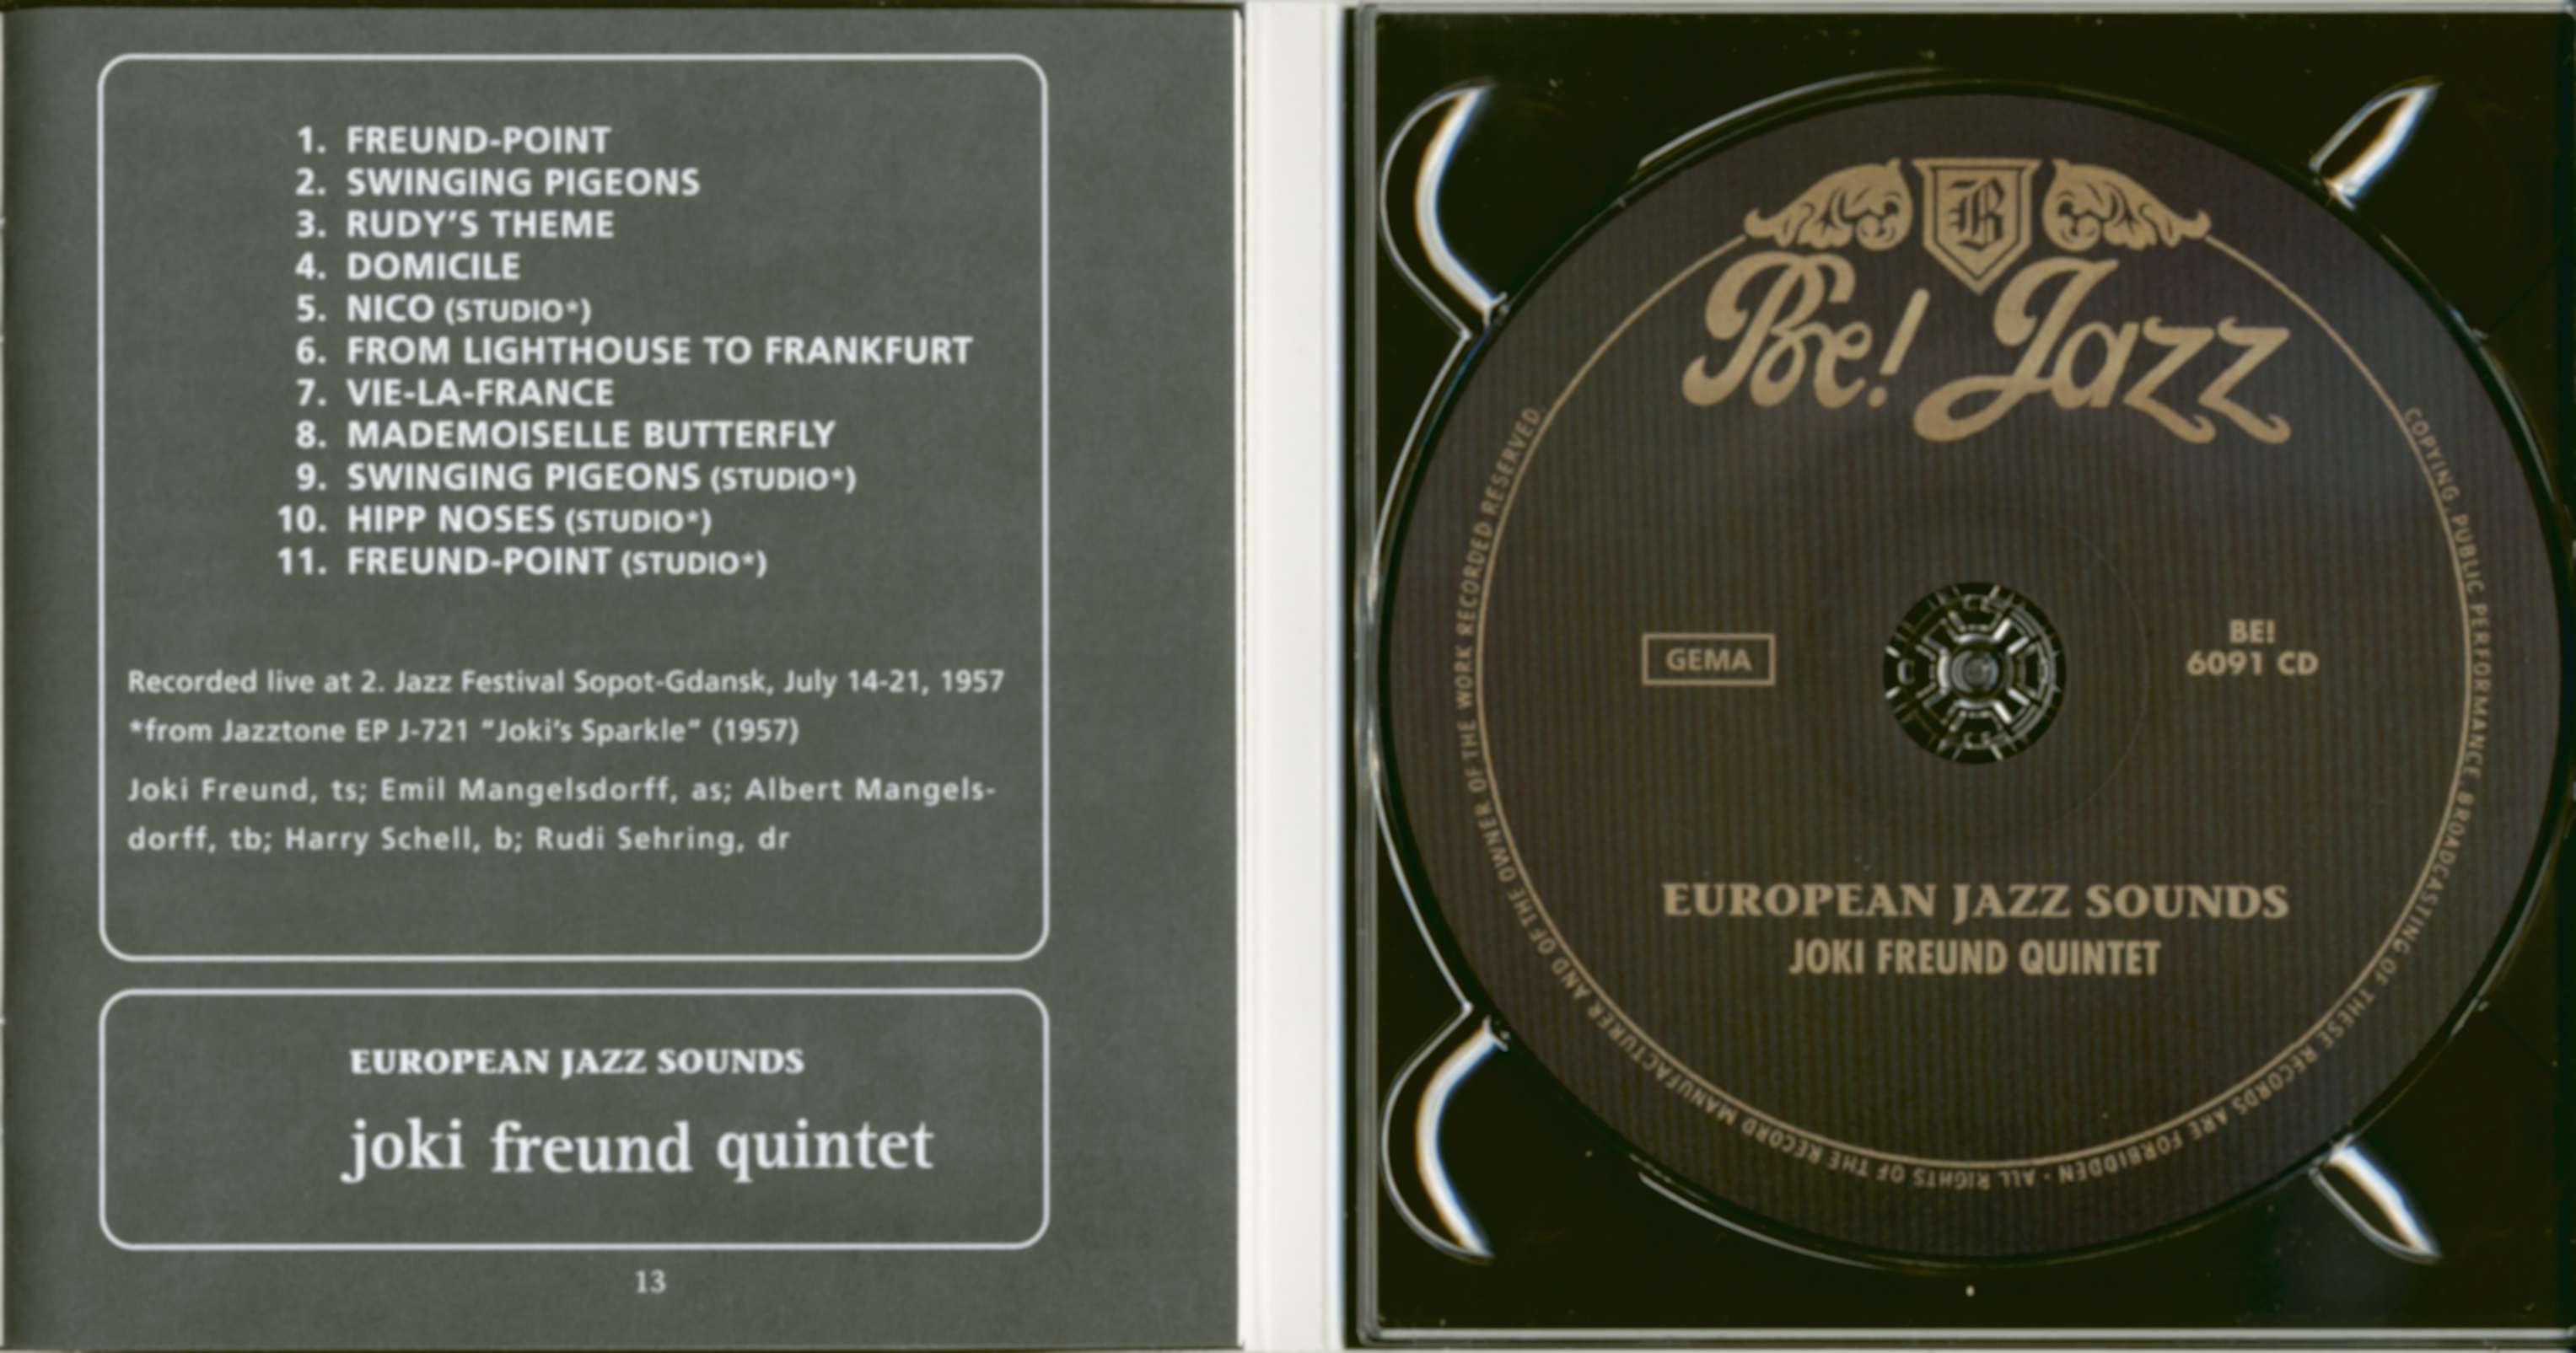 1. FREUND-POINT
2. SWINGING PIGEONS
3. RUDY'S THEME
4. DOMICILE
5. NICO (STUDIO*)
6. FROM LIGHTHOUSE TO FRANKFURT
7. VIE-LA-FRANCE
8. MADEMOISELLE BUTTERFLY
9. SWINGING PIGEONS (STUDIO*)
10. HIPP NOSES (STUDIO*)
11. FREUND-POINT (STUDIO*)
Recorded live at 2. Jazz Festival Sopot-Gdansk, July 14-21, 1957
*from Jazztone EP J-721 "Joki's Sparkle" (1957)
Joki Freund, ts; Emil Mangelsdorff, as; Albert Mangels-
dorff, tb; Harry Schell, b; Rudi Sehring, dr
EUROPEAN JAZZ SOUNDS
joki freund quintet
13
B
Be! Jazz
GEMA
BE!
6091 CD
EUROPEAN JAZZ SOUNDS
JOKI FREUND QUINTET
COPYING, PUBLIC PERFORMANCE, BROADCASTING OF THESE RECORDS ARE FORBIDDEN - ALL RIGHTS OF THE RECORD MANUFACTURER AND OF THE OWNER OF THE WORK RECORDED RESERVED.